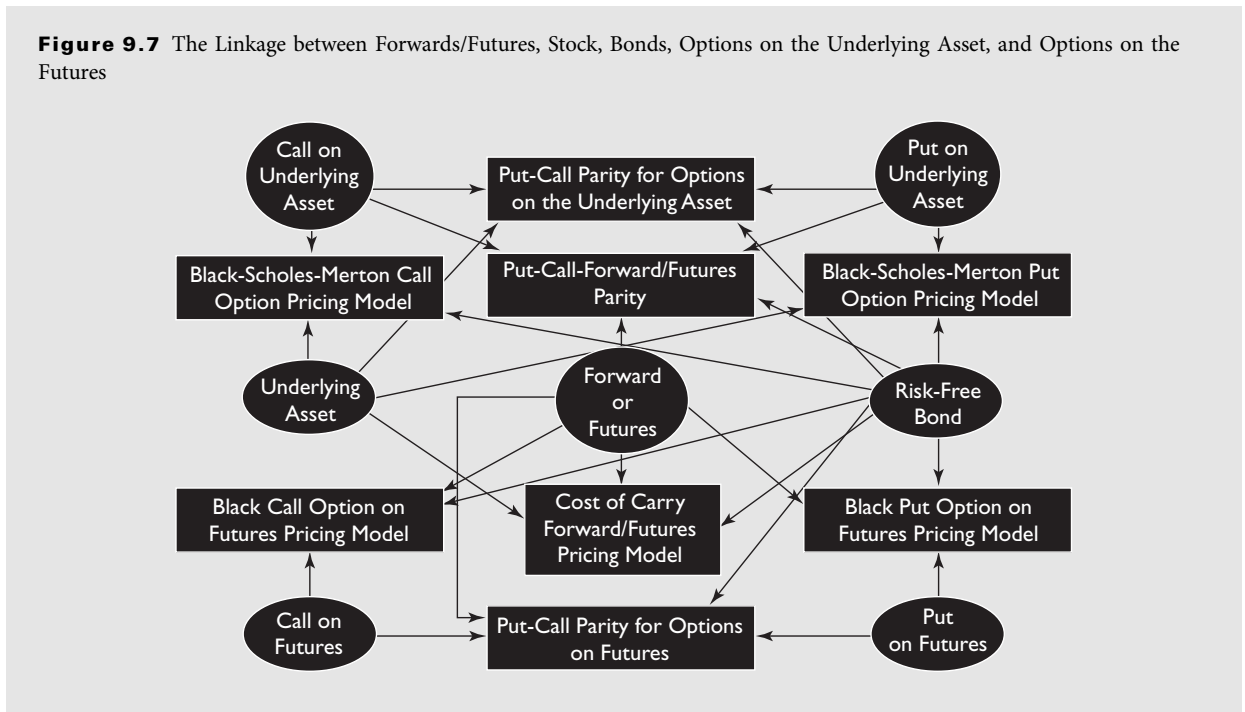 Figure 9.7 The Linkage between Forwards/Futures, Stock, Bonds, Options on the Underlying Asset, and Options on the
Futures
Call on
Underlying
Asset
Put-Call Parity for Options
on the Underlying Asset
Put on
Underlying
Asset
Black-Scholes-Merton Call
Option Pricing Model
Put-Call-Forward/Futures
Parity
Black-Scholes-Merton Put
Option Pricing Model
Underlying
Asset
Forward
or
Futures
Risk-Free
Bond
Black Call Option on
Futures Pricing Model
Cost of Carry
Forward/Futures
Pricing Model
Black Put Option on
Futures Pricing Model
Call on
Futures
Put-Call Parity for Options
on Futures
Put
on Futures